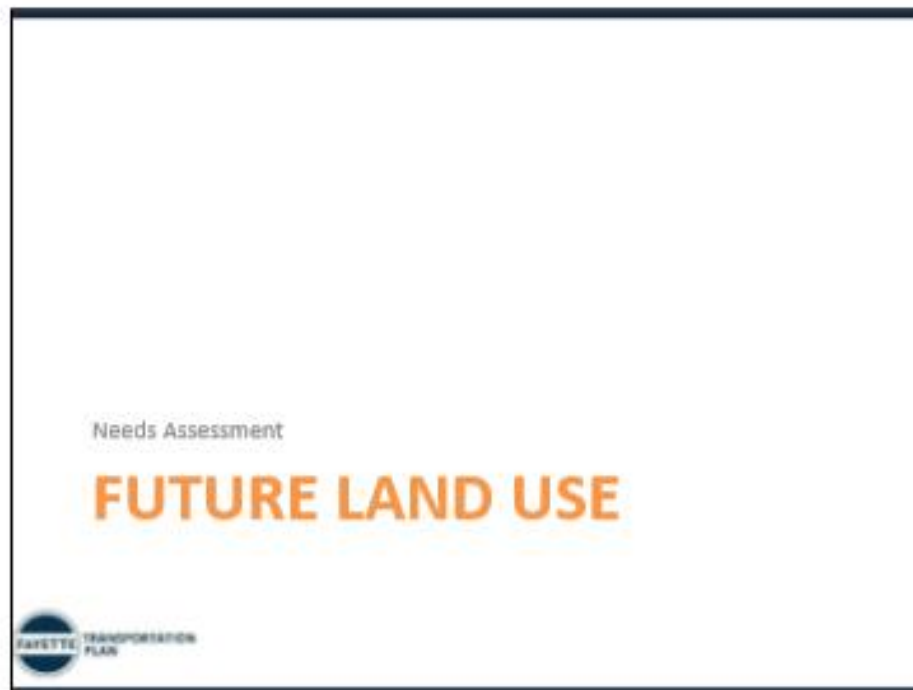 Needs Assessment
FUTURE LAND USE
FAYETTE
TRANSPORTATION
PLAN